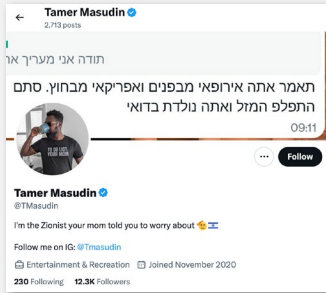 Tamer Masudin
2,713 posts
תודה אני מעריך את
תאמר אתה אירופאי מבפנים ואפריקאי מבחוץ. סתם
התפלפ המזל ואתה נולדת בדואי
09:11
Follow
Tamer Masudin
@TMasudin
I'm the Zionist your mom told you to worry about 🫡🇮🇱
Follow me on IG: @Tmasudin
Entertainment & Recreation Joined November 2020
230 Following 12.3K Followers